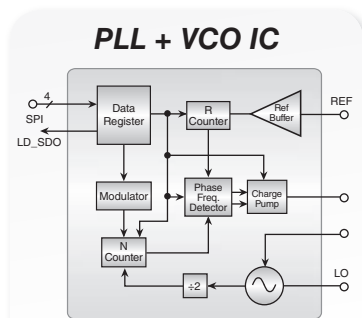 PLL + VCO IC
4
SPI
LD_SDO
Data
Register
R
Counter
Ref
Buffer
REF
Modulator
Phase
Freq.
Detector
Charge
Pump
N
Counter
÷2
LO